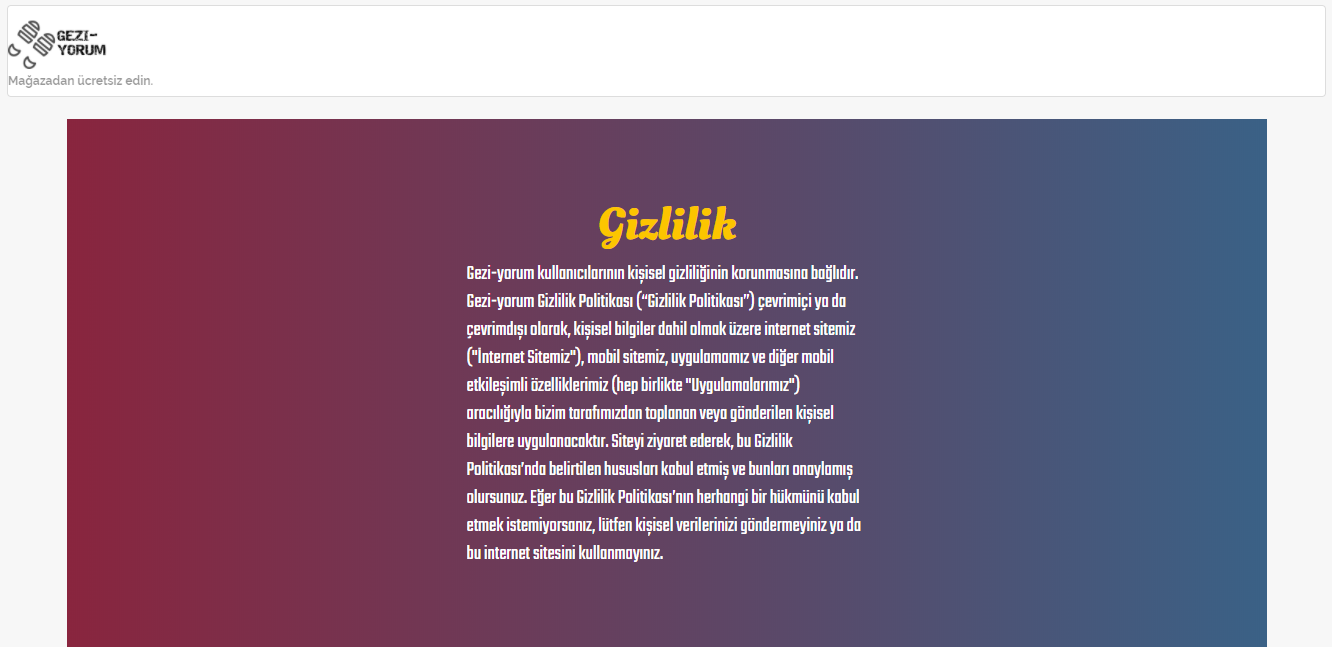 GEZI-
YORUM
Mağazadan ücretsiz edin.
Gizlilik
Gezi-yorum kullanıcılarının kişisel gizliliğinin korunmasına bağlıdır.
Gezi-yorum Gizlilik Politikası (“Gizlilik Politikası”) çevrimiçi ya da
çevrimdışı olarak, kişisel bilgiler dahil olmak üzere internet sitemiz
("İnternet Sitemiz"), mobil sitemiz, uygulamamız ve diğer mobil
etkileşimli özelliklerimiz (hep birlikte "Uygulamalarımız")
aracılığıyla bizim tarafımızdan toplanan veya gönderilen kişisel
bilgilere uygulanacaktır. Siteyi ziyaret ederek, bu Gizlilik
Politikası’nda belirtilen hususları kabul etmiş ve bunları onaylamış
olursunuz. Eğer bu Gizlilik Politikası’nın herhangi bir hükmünü kabul
etmek istemiyorsanız, lütfen kişisel verilerinizi göndermeyiniz ya da
bu internet sitesini kullanmayınız.